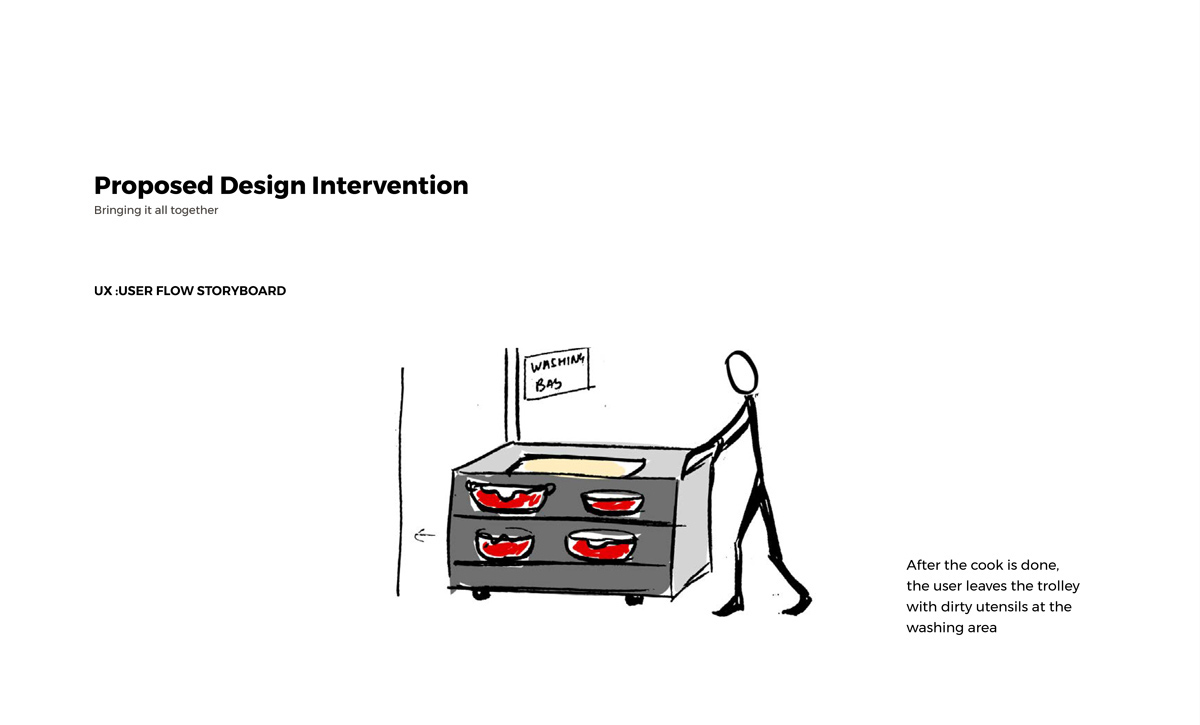 Proposed Design Intervention
Bringing it all together
UX :USER FLOW STORYBOARD
WASHING
BAY
After the cook is done,
the user leaves the trolley
with dirty utensils at the
washing area